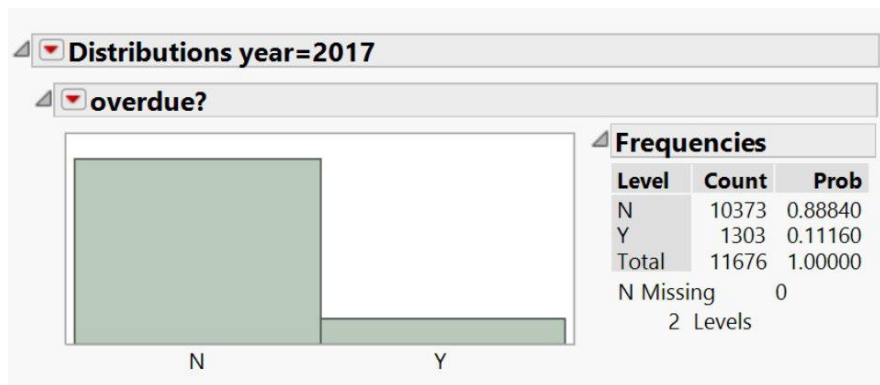 Distributions year=2017
overdue?
N Y
Frequencies
Level Count Prob
N 10373 0.88840
Y 1303 0.11160
Total 11676 1.00000
N Missing 0
2 Levels